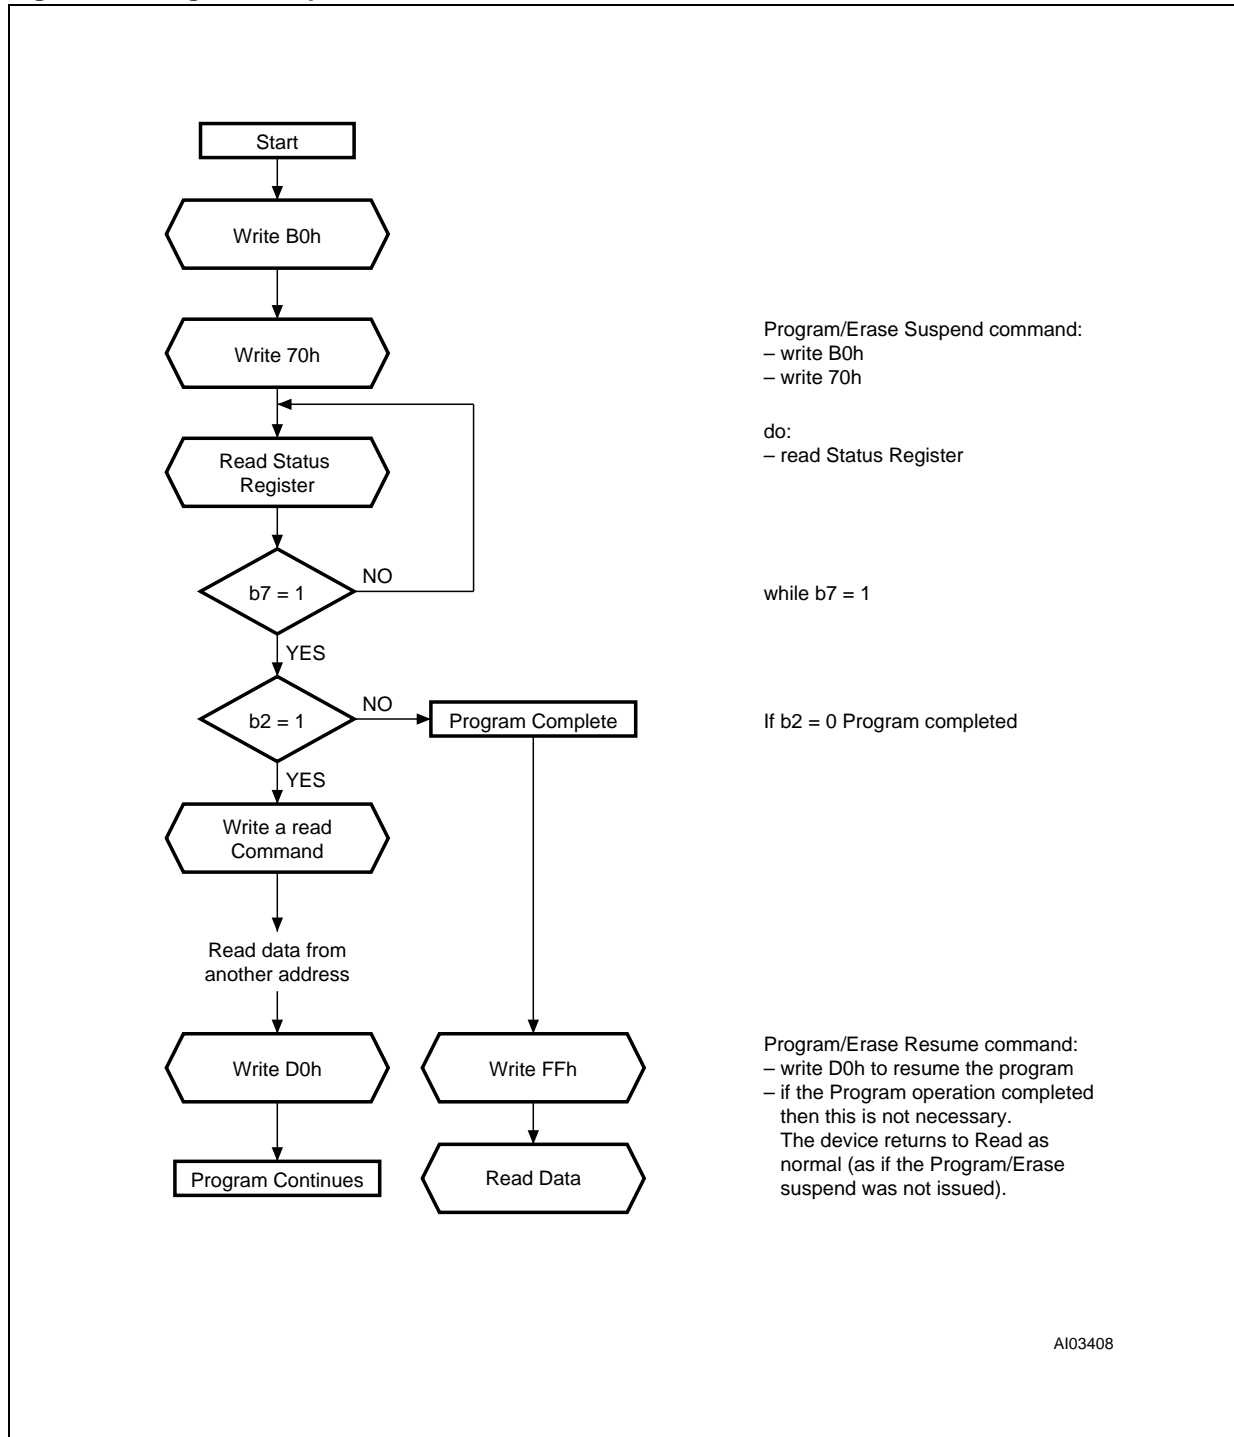 Start
Write B0h
Write 70h
Program/Erase Suspend command:
– write B0h
– write 70h
do:
– read Status Register
Read Status
Register
NO
b7 = 1
while b7 = 1
YES
NO
b2 = 1
Program Complete
If b2 = 0 Program completed
YES
Write a read
Command
Read data from
another address
Write D0h
Write FFh
Program/Erase Resume command:
– write D0h to resume the program
– if the Program operation completed
then this is not necessary.
The device returns to Read as
normal (as if the Program/Erase
suspend was not issued).
Program Continues
Read Data
AI03408